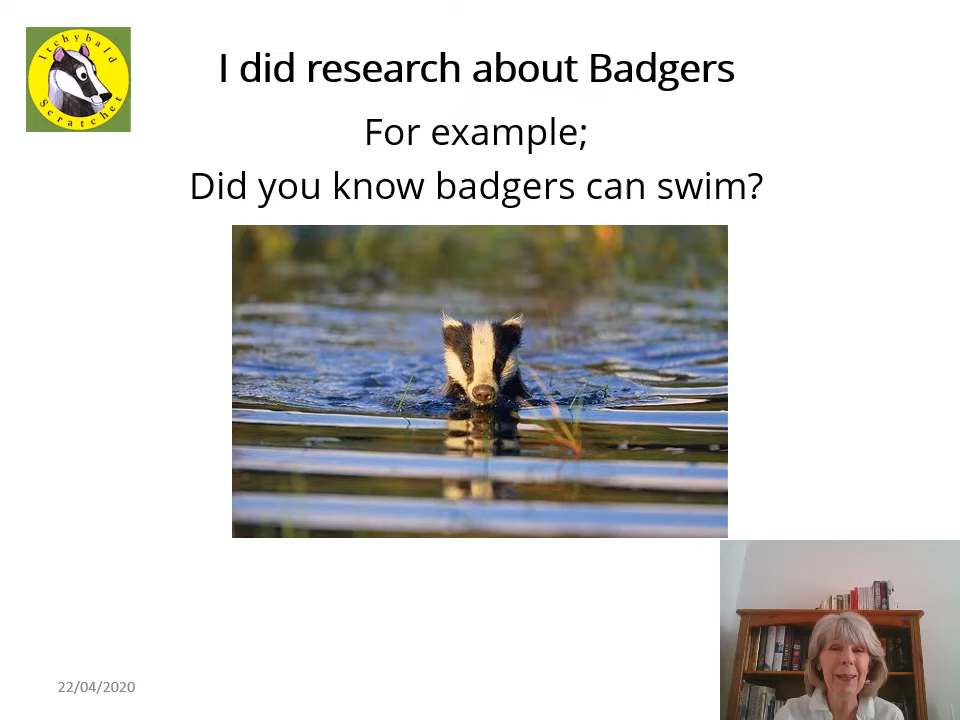 Itchybald
Scratchet
I did research about Badgers
For example;
Did you know badgers can swim?
22/04/2020